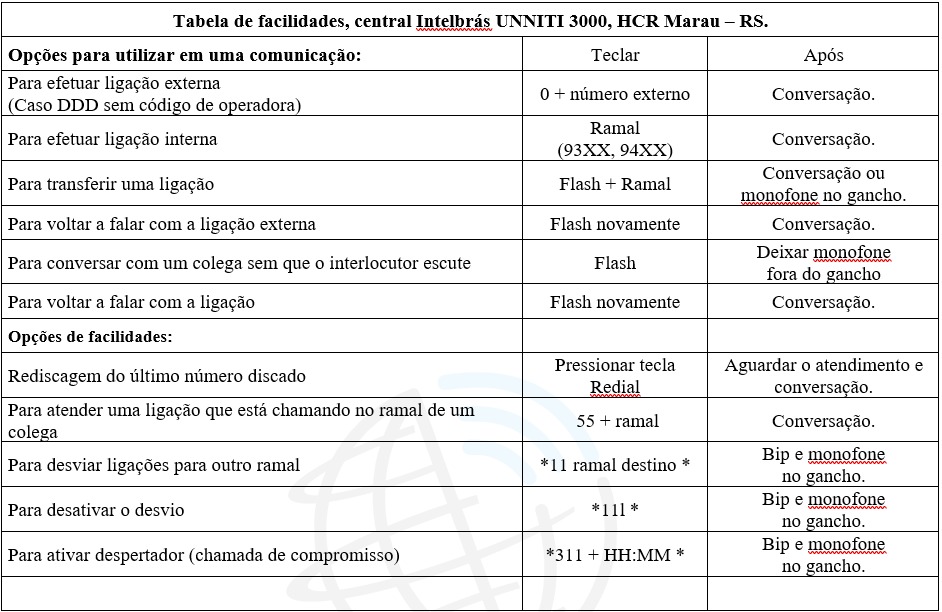 Tabela de facilidades, central Intelbrás UNNITI 3000, HCR Marau – RS.
Opções para utilizar em uma comunicação: Teclar Após
Para efetuar ligação externa
(Caso DDD sem código de operadora) 0 + número externo Conversação.
Para efetuar ligação interna Ramal
(93XX, 94XX) Conversação.
Para transferir uma ligação Flash + Ramal Conversação ou
monofone no gancho.
Para voltar a falar com a ligação externa Flash novamente Conversação.
Para conversar com um colega sem que o interlocutor escute Flash Deixar monofone
fora do gancho
Para voltar a falar com a ligação Flash novamente Conversação.
Opções de facilidades:
Rediscagem do último número discado Pressionar tecla
Redial Aguardar o atendimento e
conversação.
Para atender uma ligação que está chamando no ramal de um
colega 55 + ramal Conversação.
Para desviar ligações para outro ramal *11 ramal destino * Bip e monofone
no gancho.
Para desativar o desvio *11l * Bip e monofone
no gancho.
Para ativar despertador (chamada de compromisso) *311 + HH:MM * Bip e monofone
no gancho.